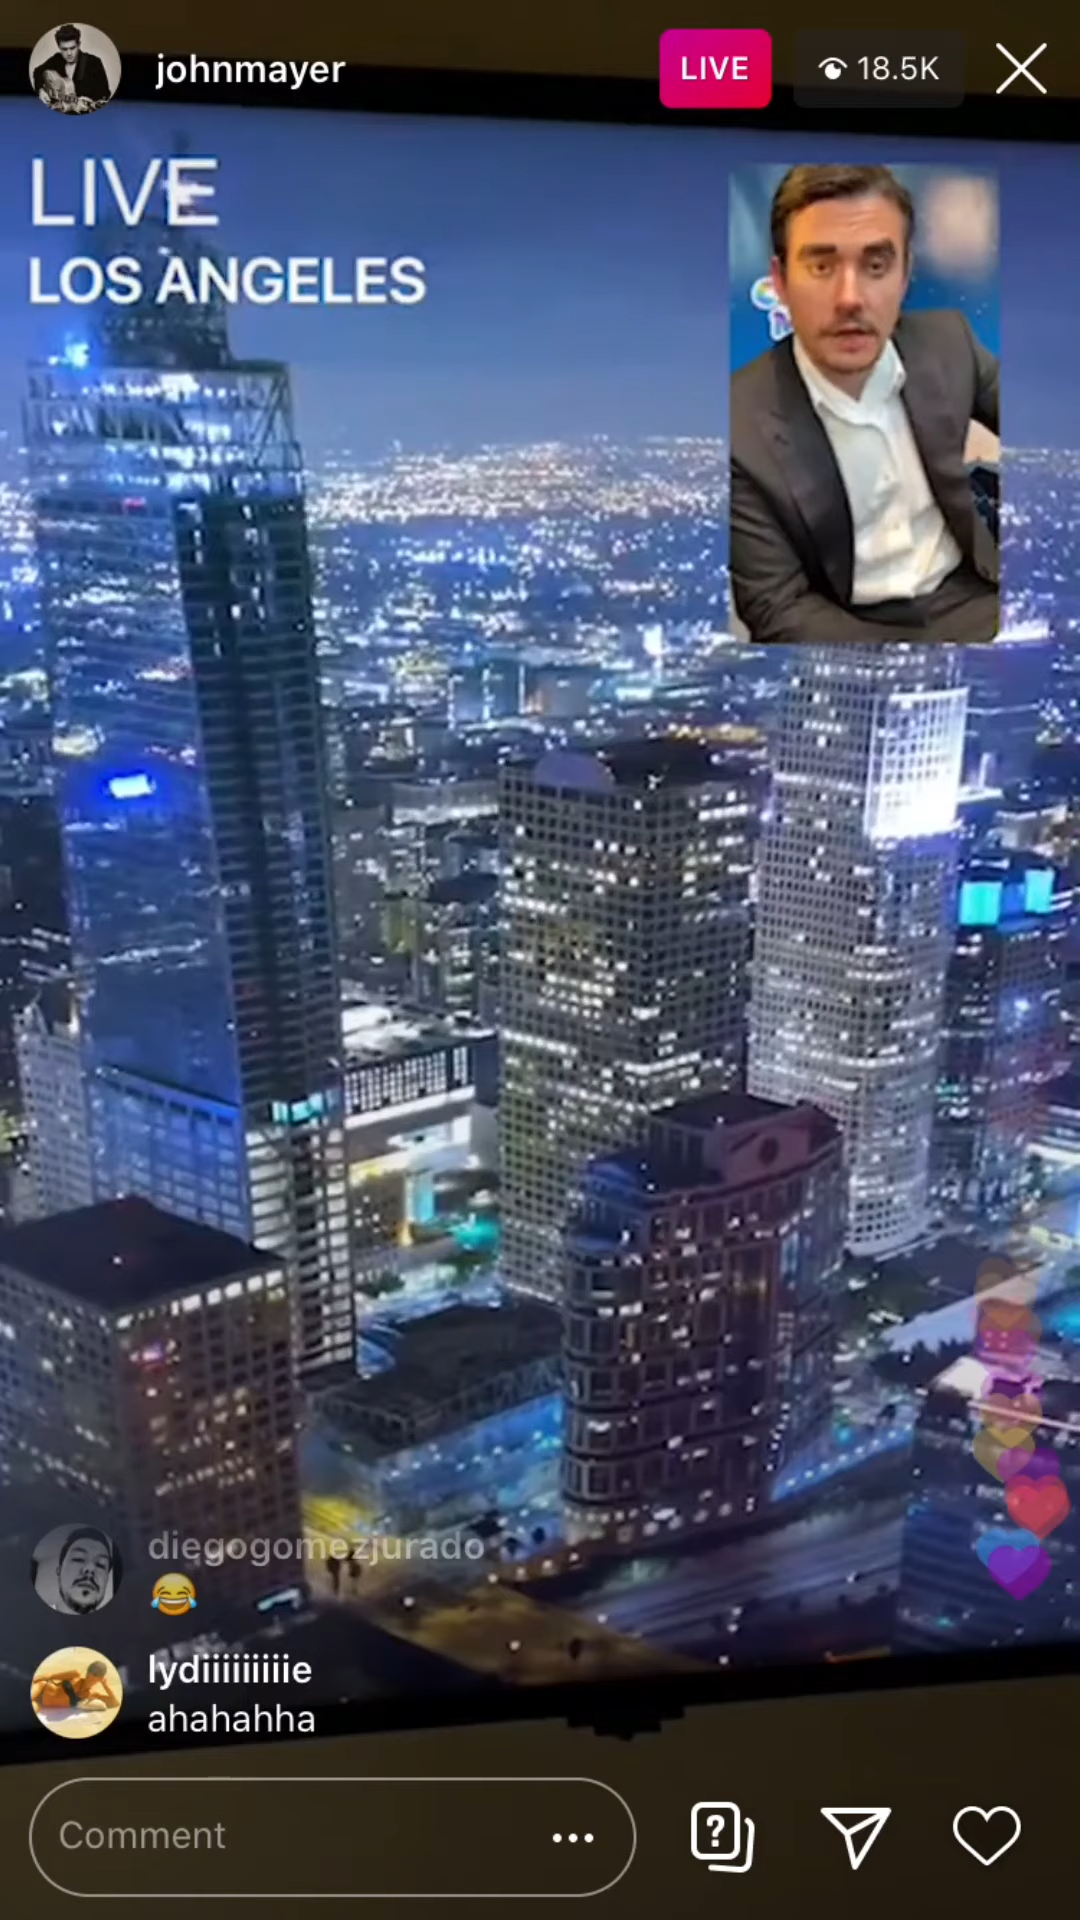 johnmayer
LIVE
18.5K
LIVE
LOS ANGELES
diegogomezjurado
😂
lydiiiiiiiiie
ahahahha
Comment